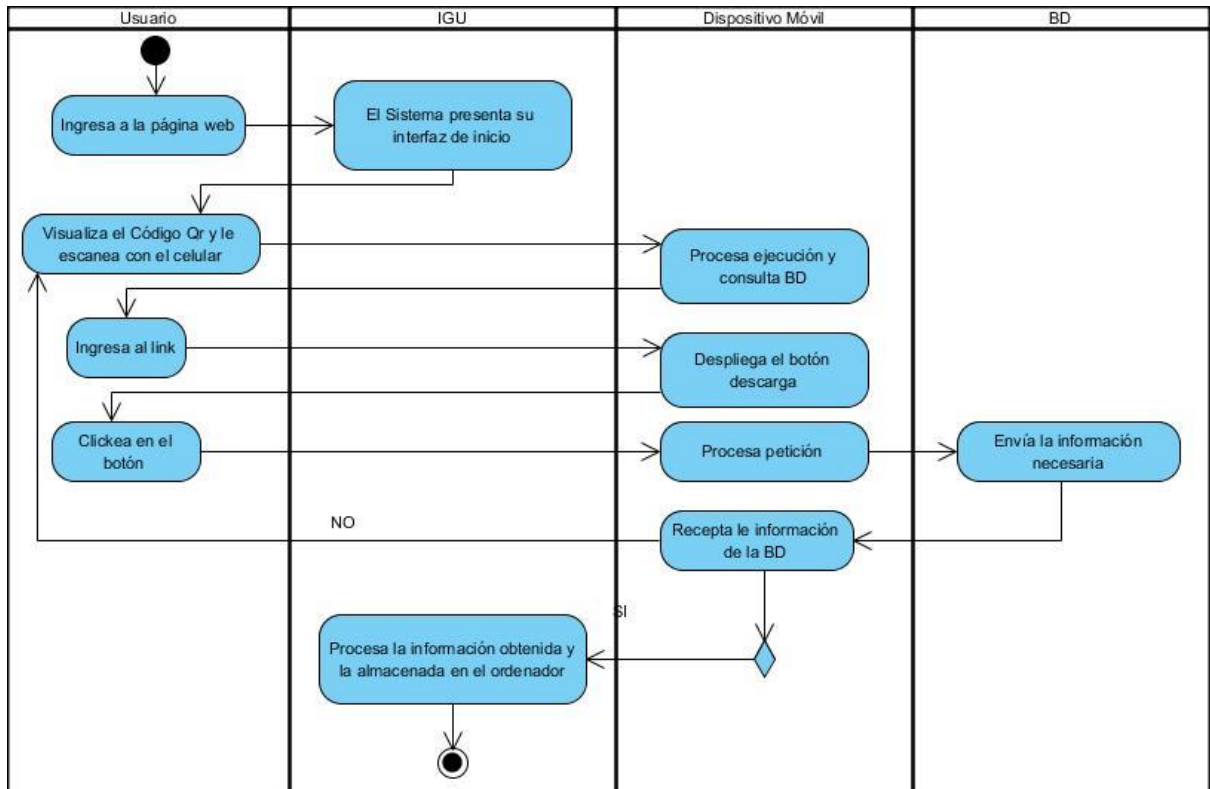 Usuario
IGU
Dispositivo Móvil
BD
Ingresa a la página web
El Sistema presenta su
interfaz de inicio
Visualiza el Código Qr y le
escanea con el celular
Procesa ejecución y
consulta BD
Ingresa al link
Despliega el botón
descarga
Clickea en el
botón
Procesa petición
Envía la información
necesaria
NO
Recepta le información
de la BD
SI
Procesa la información obtenida y
la almacenada en el ordenador